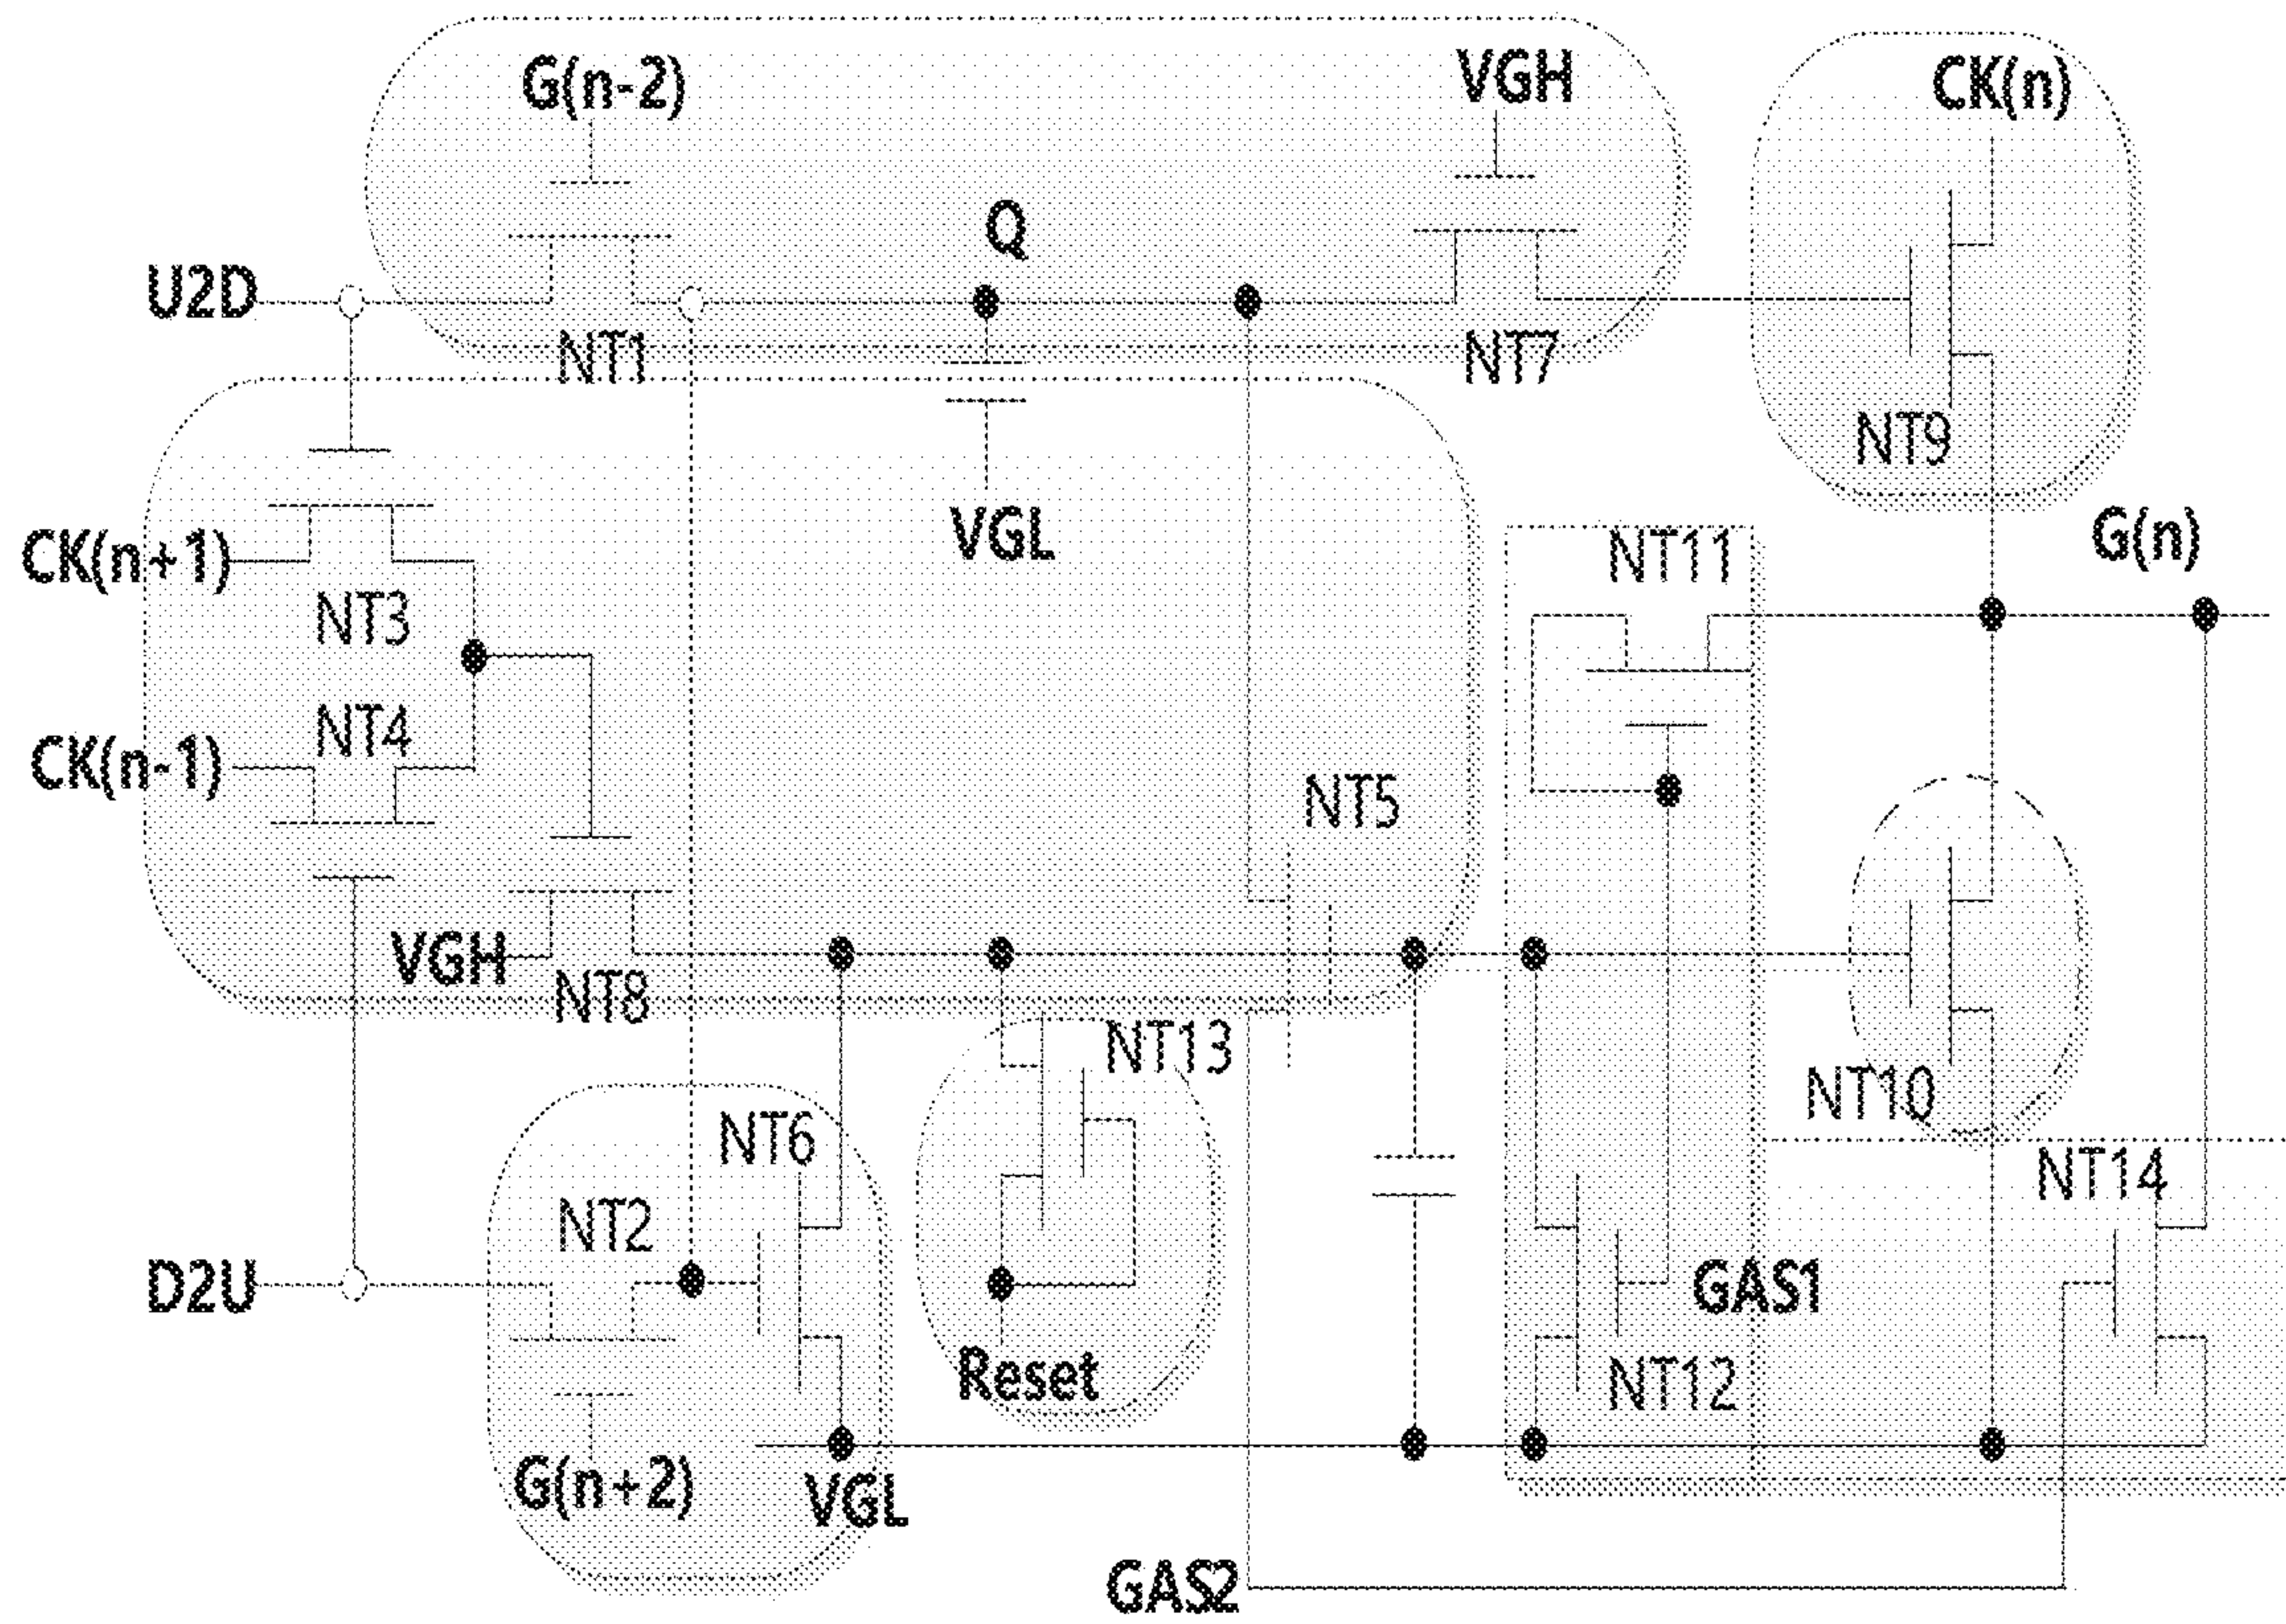 G(n-2)
VGH
CK(n)
Q
U2D
NT1
NT7
NT9
VGL
CK(n+1)
NT11
G(n)
NT3
NT4
CK(n-1)
NT5
VGH
NT8
NT13
NT10
NT6
NT14
NT2
D2U
GAS1
Reset
NT12
G(n+2)
VGL
GAS2